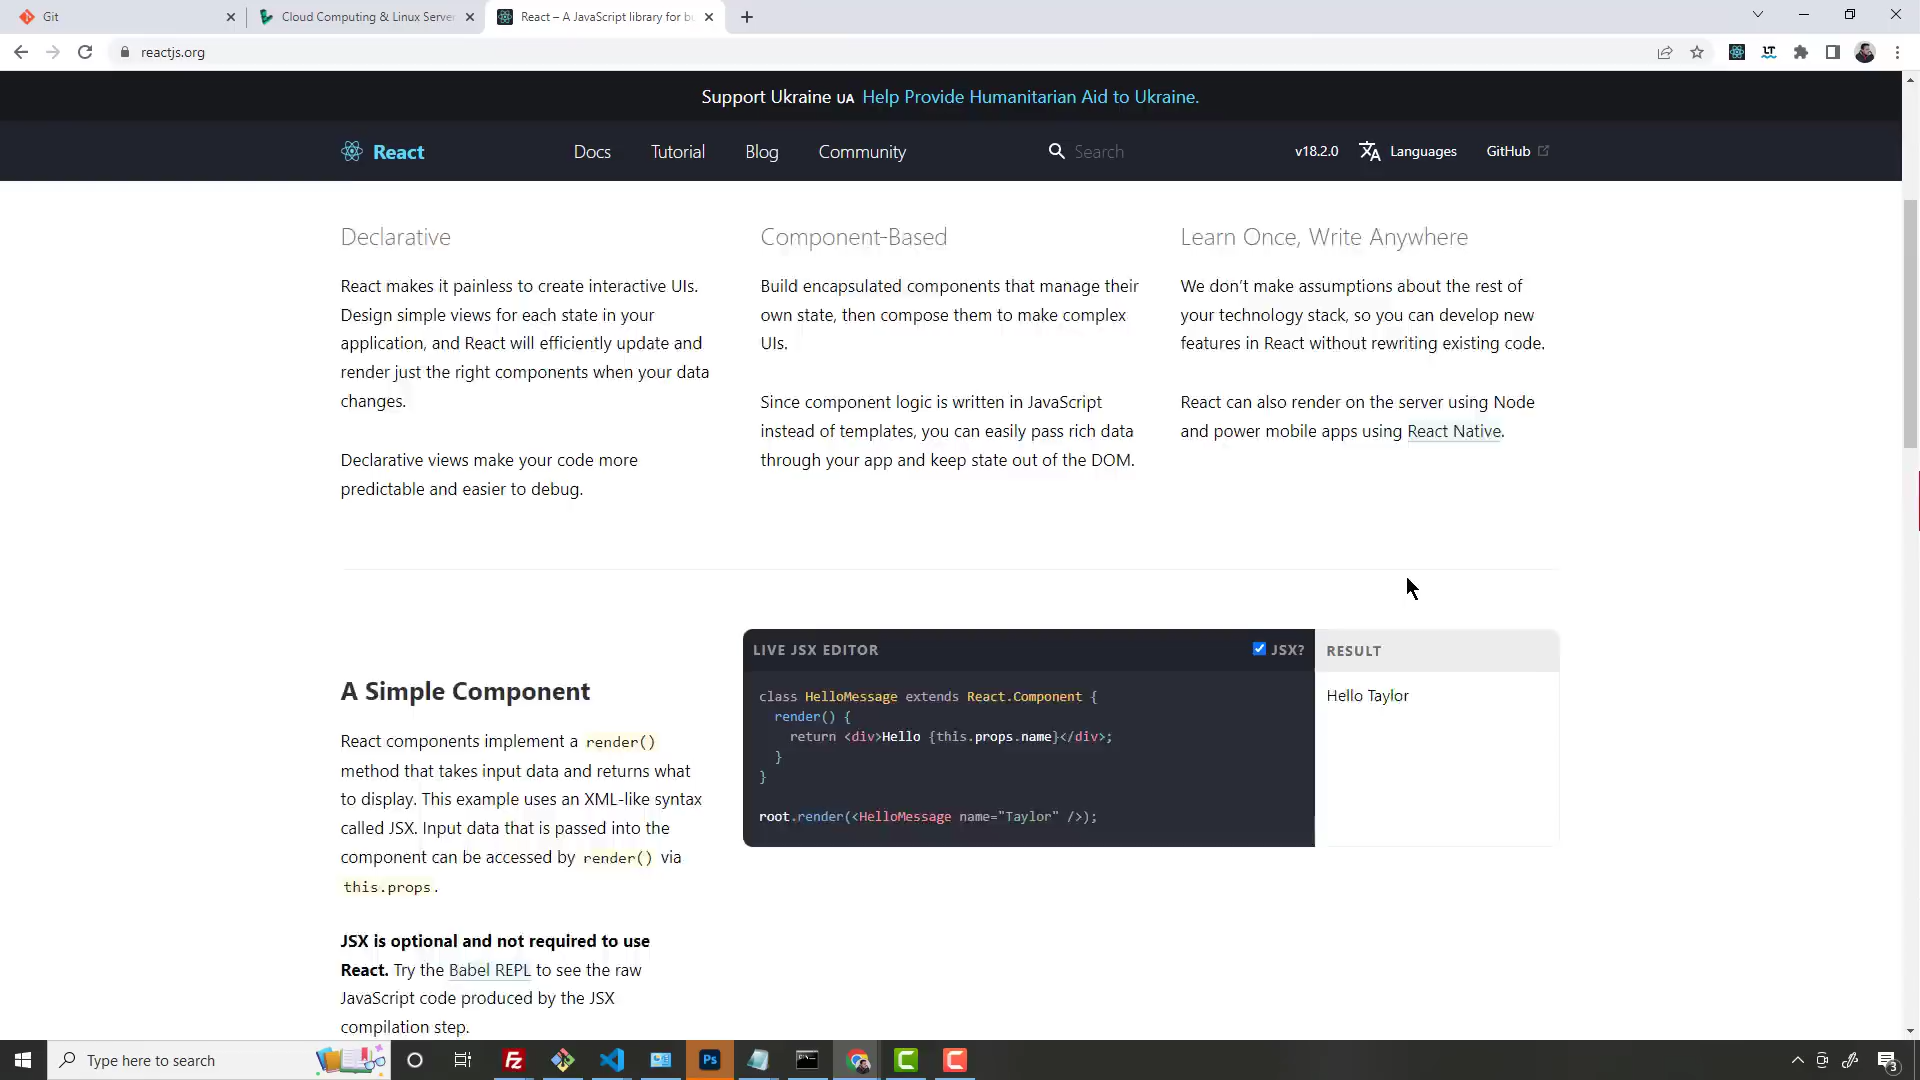 Git
Cloud Computing & Linux Server
React – A JavaScript library for bu
reactjs.org
Support Ukraine UA Help Provide Humanitarian Aid to Ukraine.
React
Docs
Tutorial
Blog
Community
Search
v18.2.0
Languages
GitHub
Declarative
React makes it painless to create interactive UIs.
Design simple views for each state in your
application, and React will efficiently update and
render just the right components when your data
changes.
Declarative views make your code more
predictable and easier to debug.
Component-Based
Build encapsulated components that manage their
own state, then compose them to make complex
UIs.
Since component logic is written in JavaScript
instead of templates, you can easily pass rich data
through your app and keep state out of the DOM.
Learn Once, Write Anywhere
We don’t make assumptions about the rest of
your technology stack, so you can develop new
features in React without rewriting existing code.
React can also render on the server using Node
and power mobile apps using React Native.
A Simple Component
React components implement a render()
method that takes input data and returns what
to display. This example uses an XML-like syntax
called JSX. Input data that is passed into the
component can be accessed by render() via
this.props.
JSX is optional and not required to use
React. Try the Babel REPL to see the raw
JavaScript code produced by the JSX
compilation step.
LIVE JSX EDITOR
JSX?
class HelloMessage extends React.Component {
render() {
return <div>Hello {this.props.name}</div>;
}
}
root.render(<HelloMessage name="Taylor" />);
RESULT
Hello Taylor
Type here to search
Ps
3